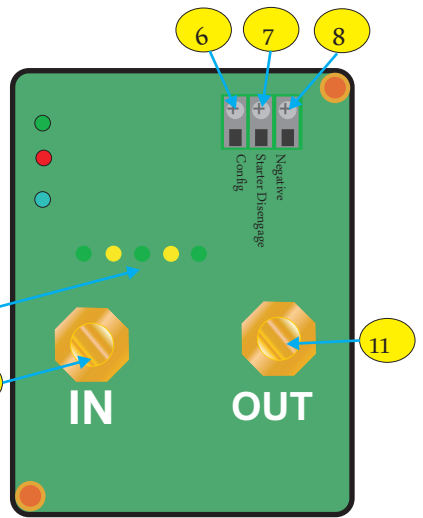 6
7
8
Config
Starter Disengage
Negative
11
IN
OUT